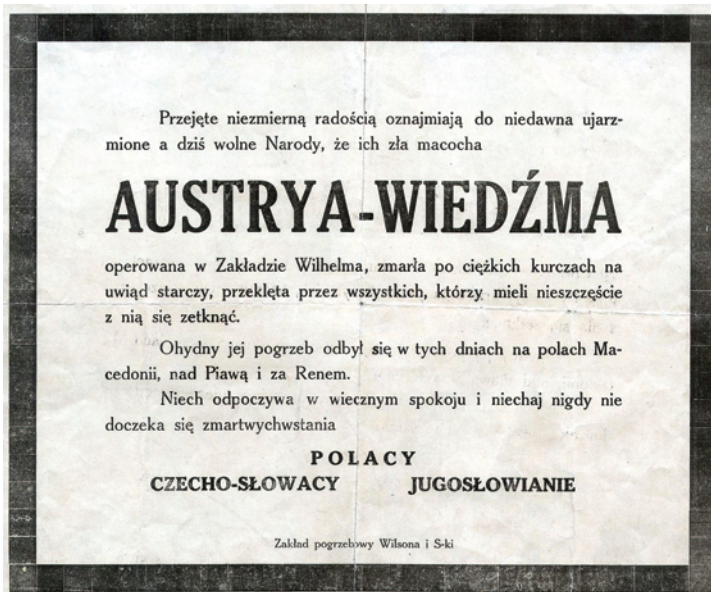 Przejęte niezmierną radością oznajmiają do niedawna ujarz-
mione a dziś wolne Narody, że ich zła macocha
AUSTRYA-WIEDŹMA
operowana w Zakładzie Wilhelma, zmarła po ciężkich kurczach na
uwiąd starczy, przeklęta przez wszystkich, którzy mieli nieszczęście
z nią się zetknąć.
Ohydny jej pogrzeb odbył się w tych dniach na polach Ma-
cedonii, nad Piawą i za Renem.
Niech odpoczywa w wiecznym spokoju i niechaj nigdy nie
doczeka się zmartwychwstania
POLACY
CZECHO-SŁOWACY JUGOSŁOWIANIE
Zakład pogrzebowy Wilsona i S-ki